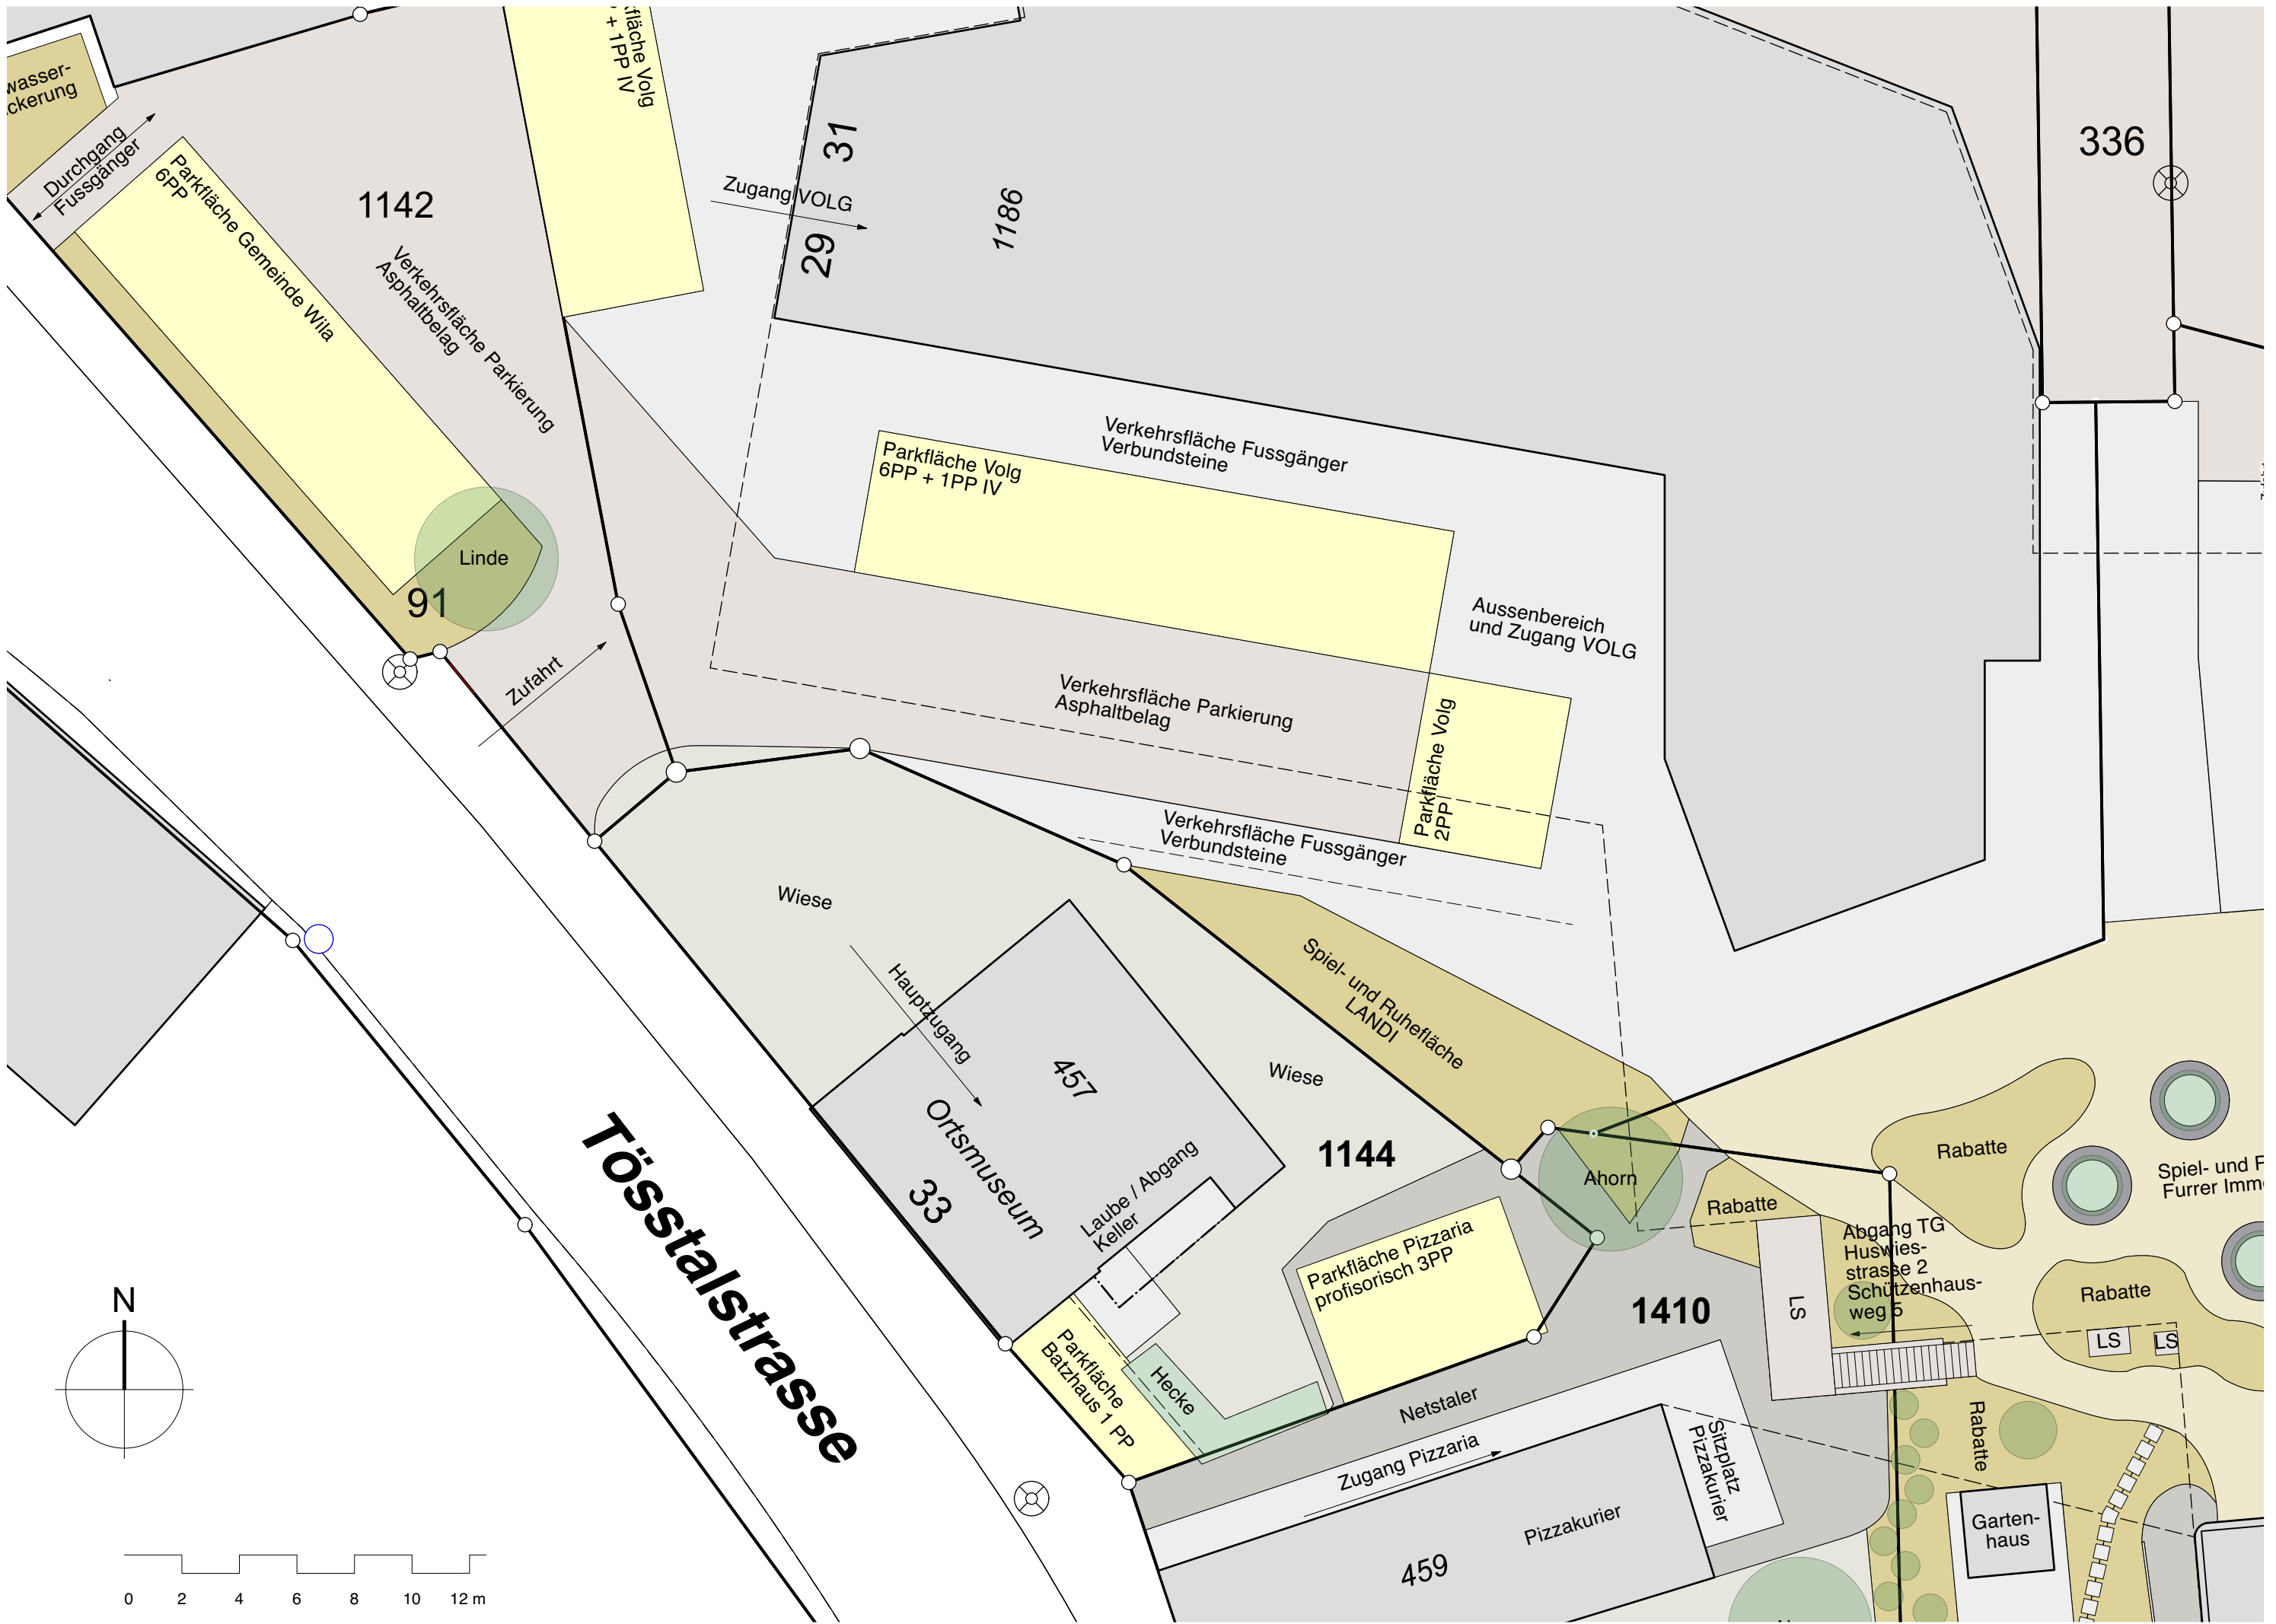 wasser-
ckerung
Durchgang
Fussgänger
Parkfläche Gemeinde Wila
6PP
1142
Verkehrsfläche Parkierung
Asphaltbelag
Linde
91
Zufahrt
kfläche Volg
+ 1PP IV
Zugang VOLG
31
29
1186
336
Verkehrsfläche Fussgänger
Verbundsteine
Parkfläche Volg
6PP + 1PP IV
Aussenbereich
und Zugang VOLG
Verkehrsfläche Parkierung
Asphaltbelag
Parkfläche Volg
2PP
Verkehrsfläche Fussgänger
Verbundsteine
Wiese
Hauptzugang
457
Ortsmuseum
33
Laube / Abgang
Keller
Wiese
1144
Spiel- und Ruhefläche
LANDI
Ahorn
Rabatte
Rabatte
Spiel- und F
Furrer Imm
Abgang TG
Huswies-
strasse 2
Schützenhaus-
weg 5
LS
Rabatte
LS
LS
Parkfläche Pizzaria
profisorisch 3PP
1410
Parkfläche
Batzhaus 1 PP
Hecke
Netstaler
Zugang Pizzaria
Sitzplatz
Pizzakurier
Pizzakurier
459
Rabatte
Garten-
haus
Tösstalstrasse
N
0 2 4 6 8 10 12 m